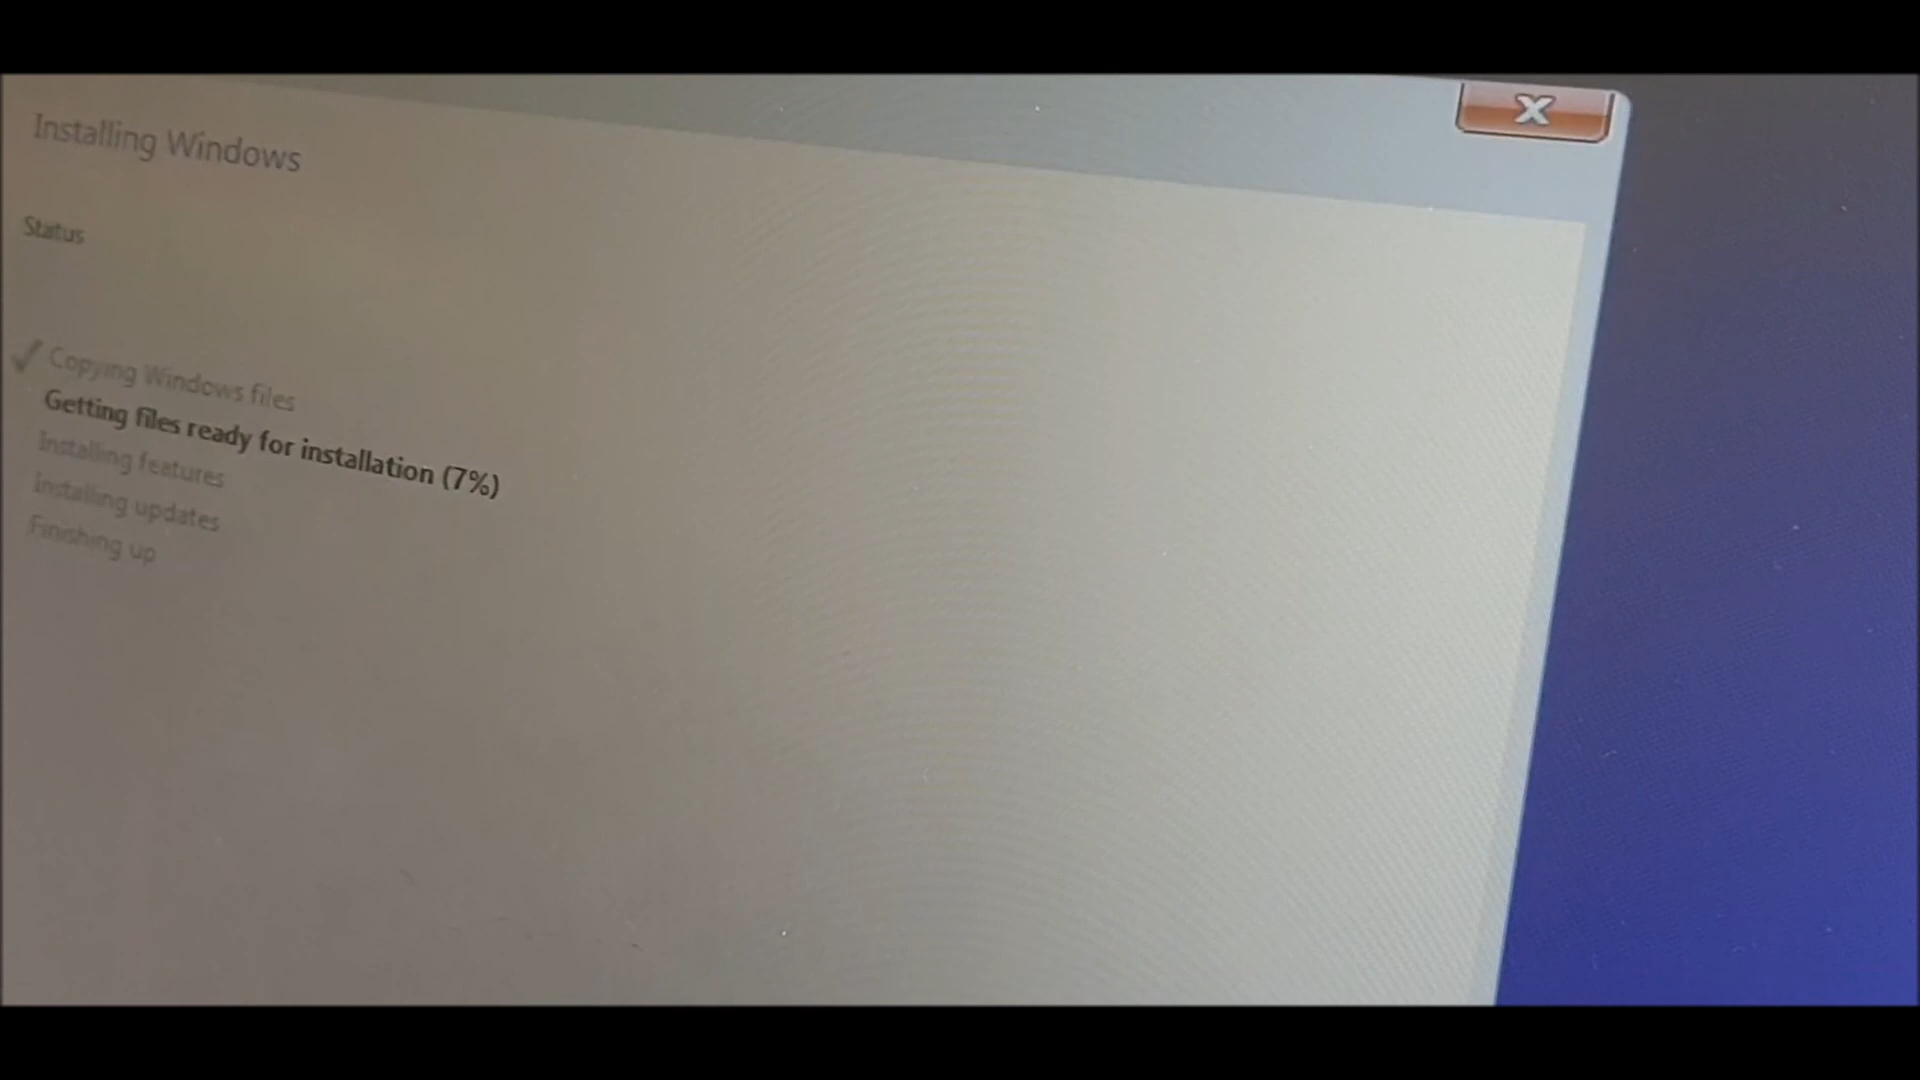 Installing Windows
Status
Copying Windows files
Getting files ready for installation (7%)
Installing features
Installing updates
Finishing up